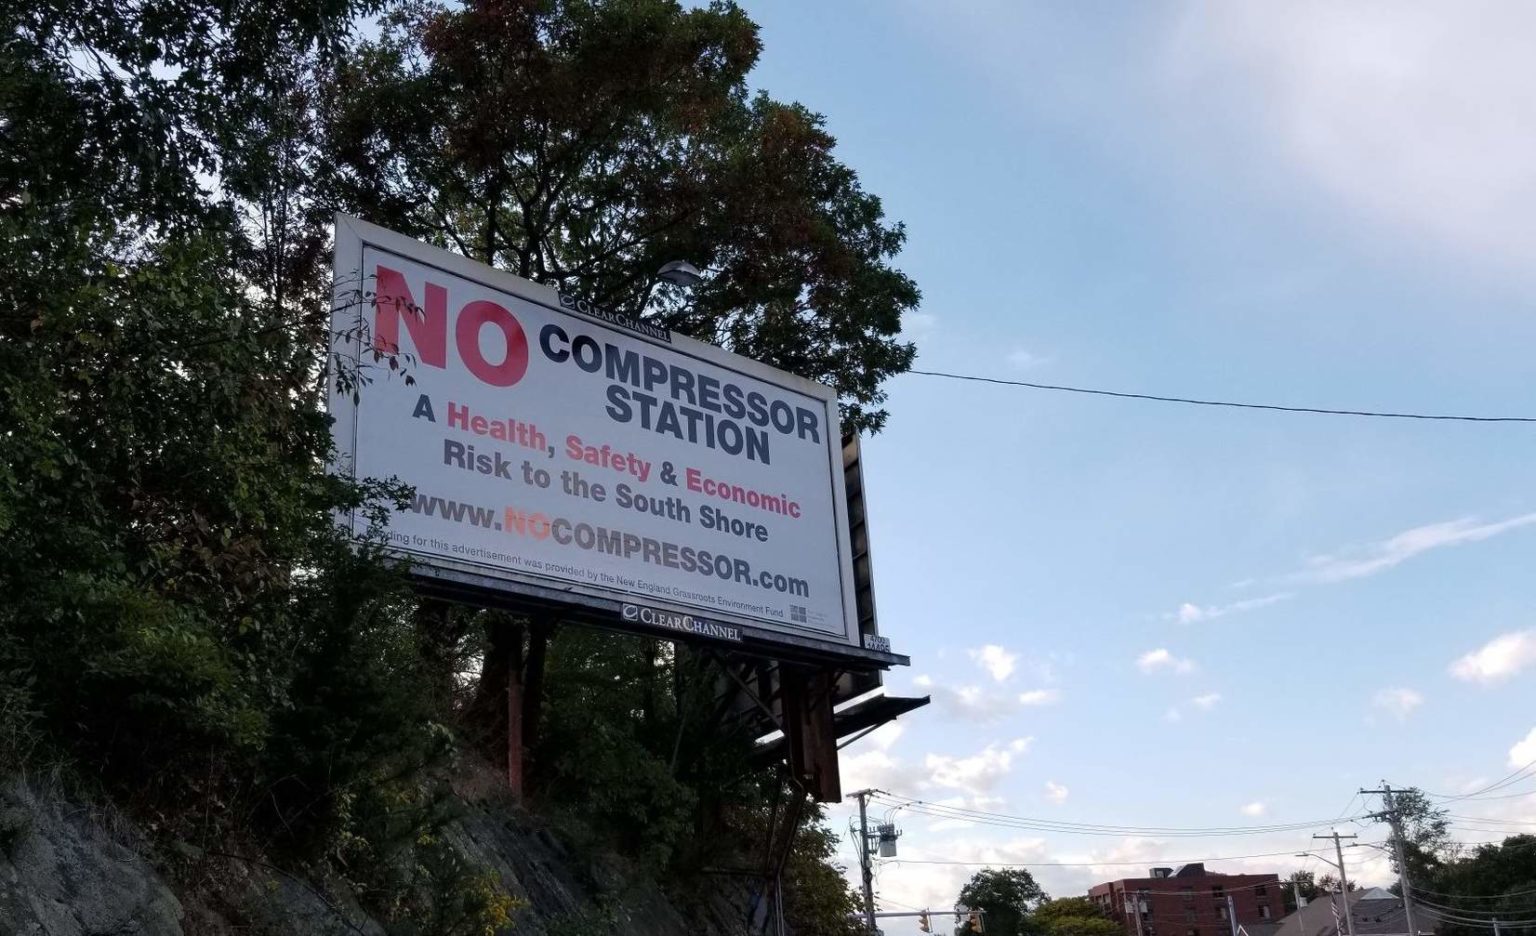 CLEARCHANNEL
NO COMPRESSOR
STATION
A Health, Safety & Economic
Risk to the South Shore
www.NOCOMPRESSOR.com
for this advertisement was provided by the New England Grassroots Environment Fund
CLEARCHANNEL